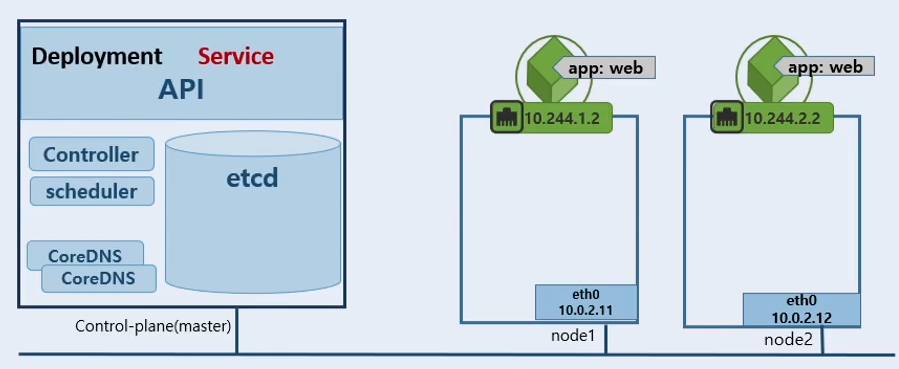 Deployment Service
API
Controller
scheduler
etcd
CoreDNS
CoreDNS
Control-plane(master)
app: web
10.244.1.2
eth0
10.0.2.11
node1
app: web
10.244.2.2
eth0
10.0.2.12
node2